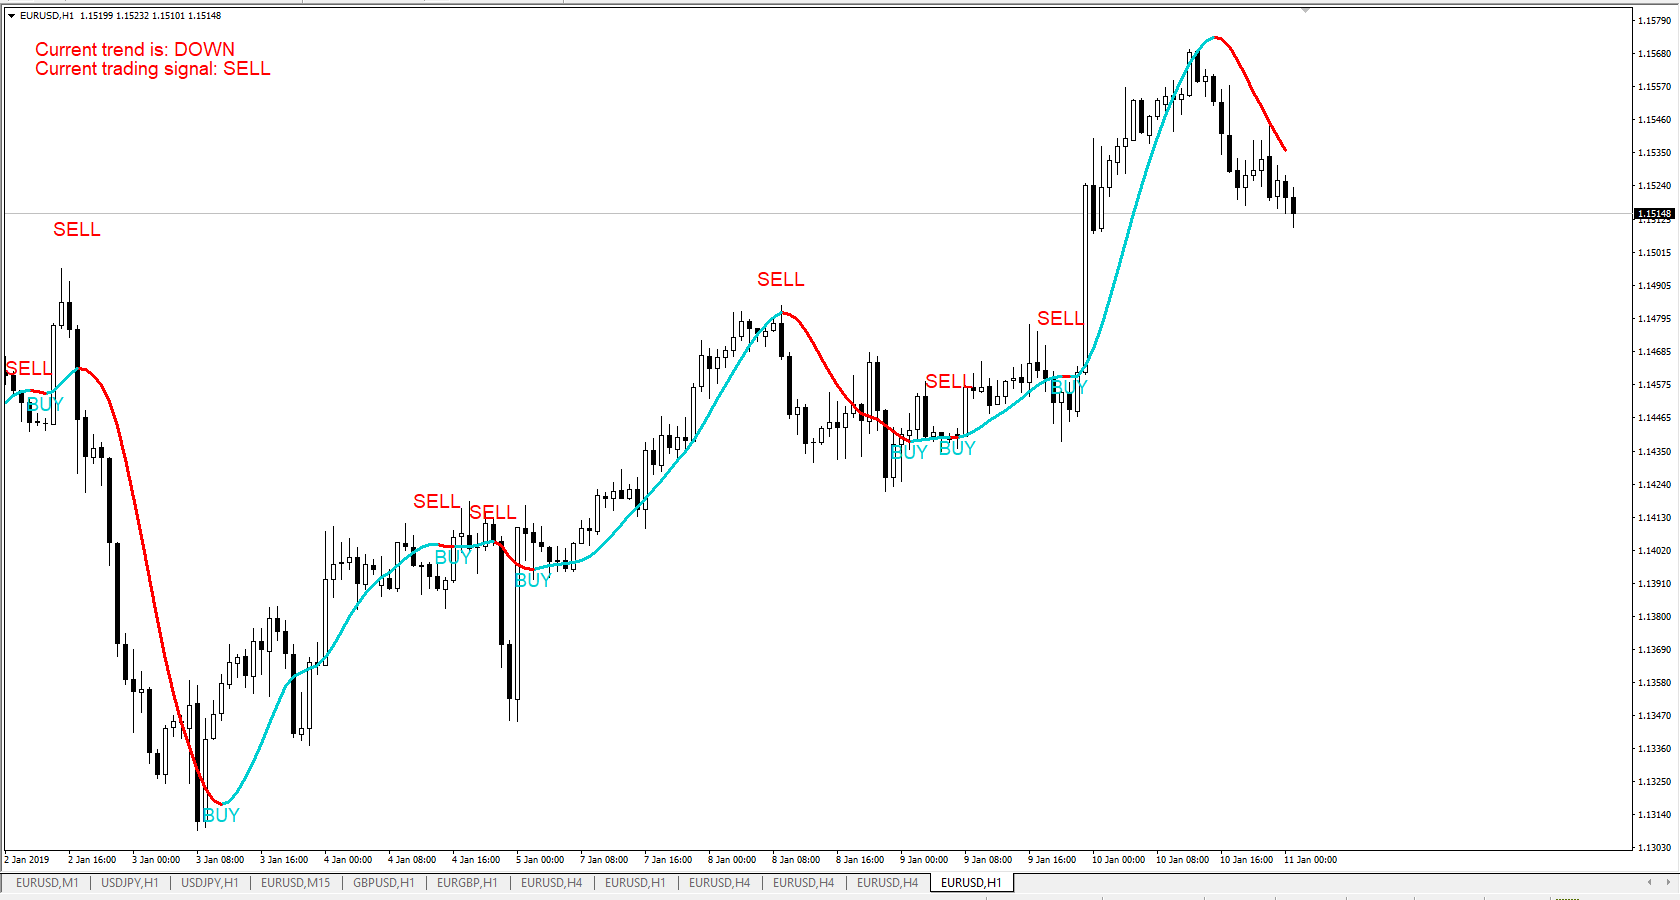 EURUSD,H1 1.15199 1.15232 1.15101 1.15148
Current trend is: DOWN
Current trading signal: SELL
1.15790
1.15680
1.15570
1.15460
1.15350
1.15240
1.15148
1.15125
1.15015
1.14905
1.14795
1.14685
1.14575
1.14465
1.14350
1.14240
1.14130
1.14020
1.13910
1.13800
1.13690
1.13580
1.13470
1.13360
1.13250
1.13140
1.13030
SELL
SELL
BUY
BUY
SELL
BUY
SELL
BUY
SELL
BUY
SELL
BUY
SELL
BUY
2 Jan 2019 2 Jan 16:00 3 Jan 00:00 3 Jan 08:00 3 Jan 16:00 4 Jan 00:00 4 Jan 08:00 4 Jan 16:00 5 Jan 00:00 7 Jan 08:00 7 Jan 16:00 8 Jan 00:00 8 Jan 08:00 8 Jan 16:00 9 Jan 00:00 9 Jan 08:00 9 Jan 16:00 10 Jan 00:00 10 Jan 08:00 10 Jan 16:00 11 Jan 00:00
EURUSD,M1 USDJPY,H1 USDJPY,H1 EURUSD,M15 GBPUSD,H1 EURGBP,H1 EURUSD,H4 EURUSD,H1 EURUSD,H4 EURUSD,H4 EURUSD,H4 EURUSD,H1